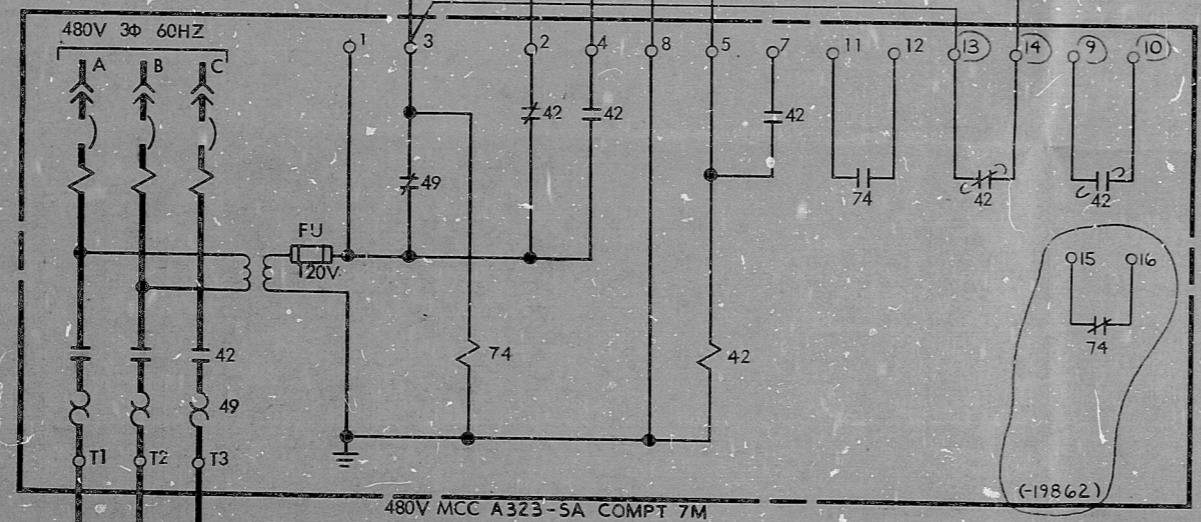 480V 3Φ 60HZ
A B C
1 3 2 4 8 5 7 11 12 13 14 9 10
42 42 42
49
74 42 42
FU
120V
15 16
74
42
74
42
49
T1 T2 T3
(-19862)
480V MCC A323-SA COMPT 7M